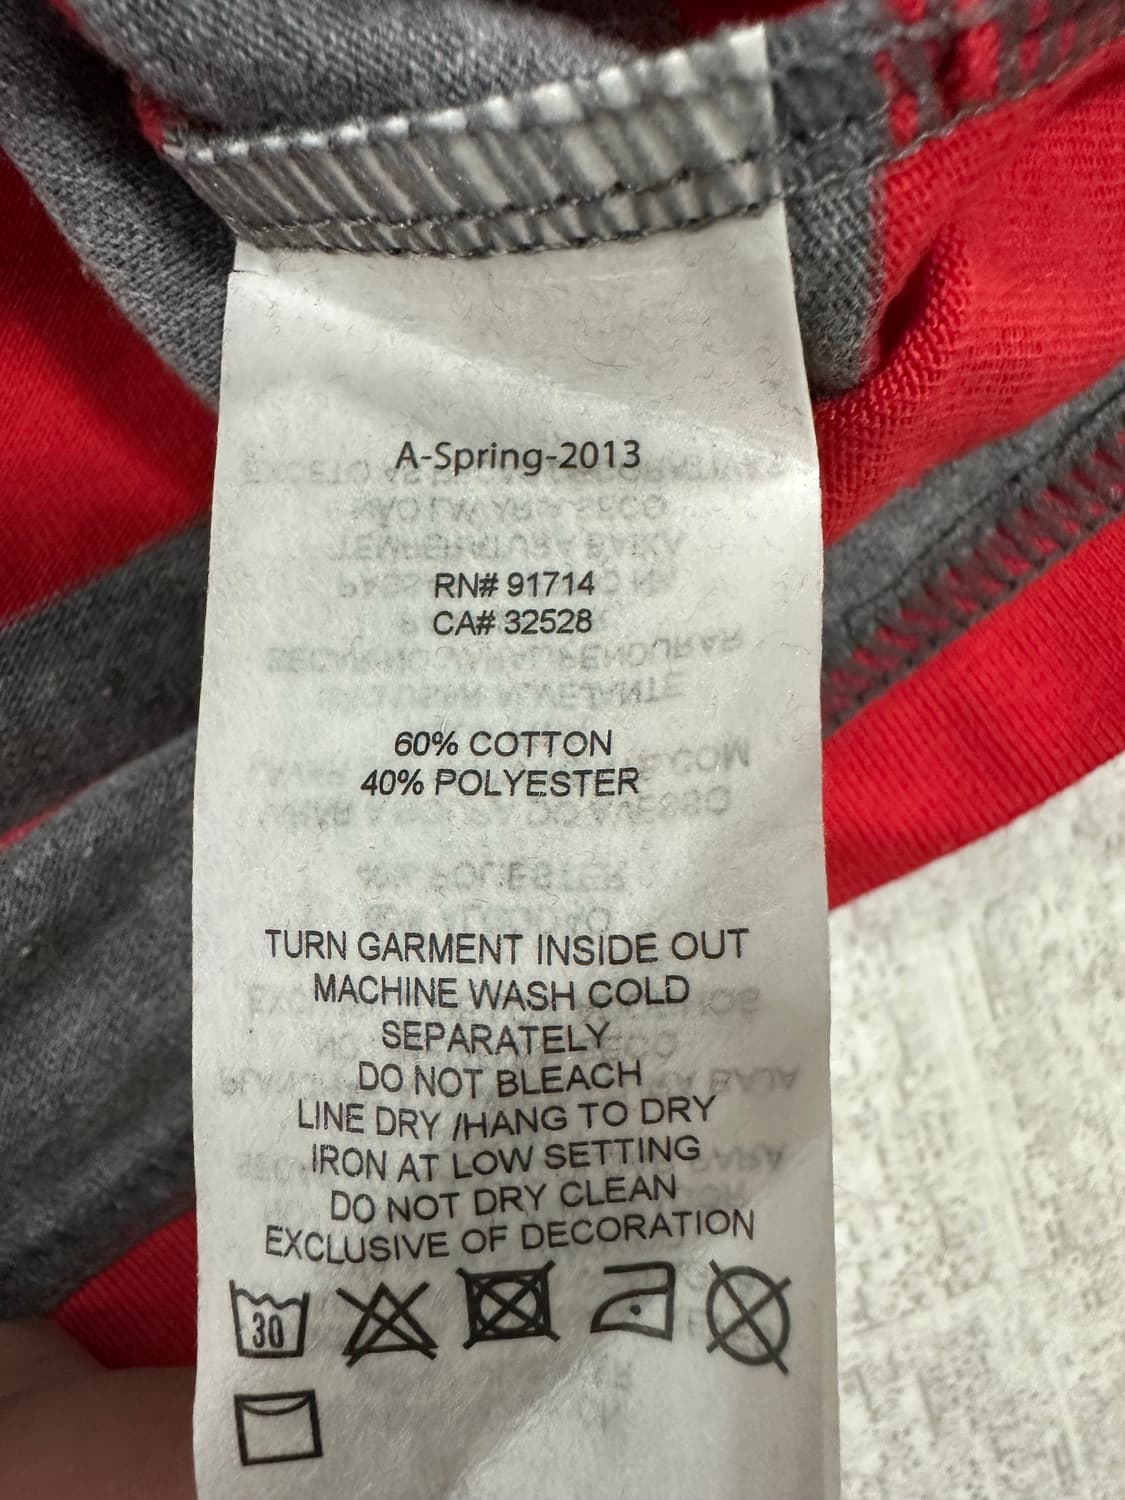 A-Spring-2013
RN# 91714
CA# 32528
60% COTTON
40% POLYESTER
TURN GARMENT INSIDE OUT
MACHINE WASH COLD
SEPARATELY
DO NOT BLEACH
LINE DRY /HANG TO DRY
IRON AT LOW SETTING
DO NOT DRY CLEAN
EXCLUSIVE OF DECORATION
30